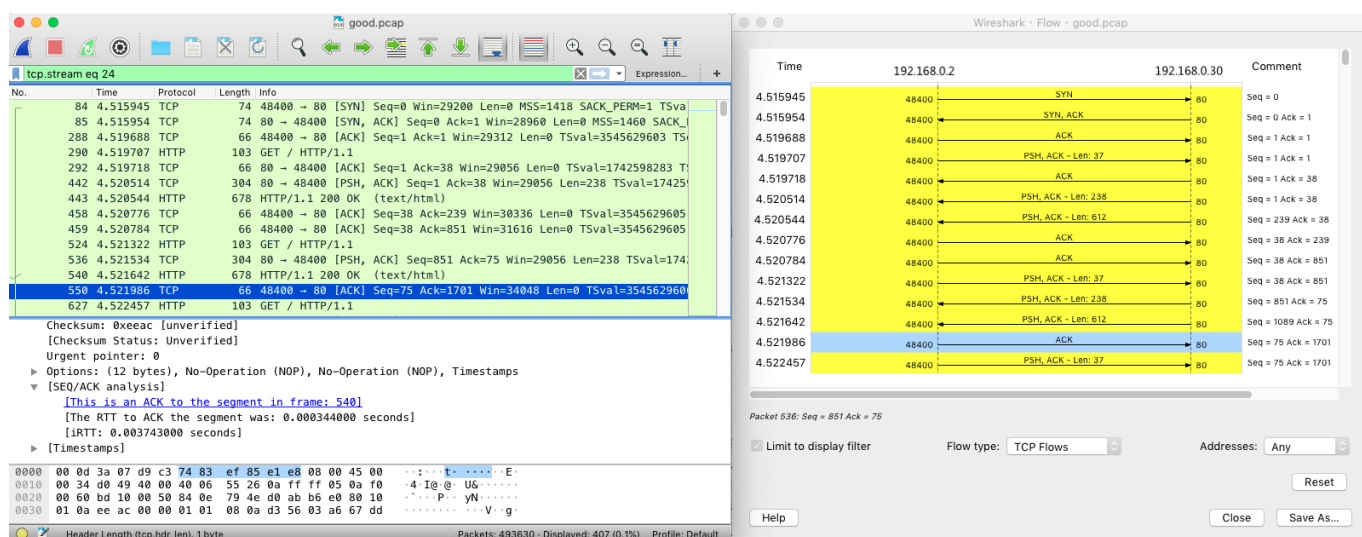 good.pcap
tcp.stream eq 24
Expression...
+
No. Time Protocol Length Info
84 4.515945 TCP 74 48400 → 80 [SYN] Seq=0 Win=29200 Len=0 MSS=1418 SACK_PERM=1 TSva
85 4.515954 TCP 74 80 → 48400 [SYN, ACK] Seq=0 Ack=1 Win=28960 Len=0 MSS=1460 SACK_
288 4.519688 TCP 66 48400 → 80 [ACK] Seq=1 Ack=1 Win=29312 Len=0 TSval=3545629603 TS
290 4.519707 HTTP 103 GET / HTTP/1.1
292 4.519718 TCP 66 80 → 48400 [ACK] Seq=1 Ack=38 Win=29056 Len=0 TSval=1742598283 T
442 4.520514 TCP 304 80 → 48400 [PSH, ACK] Seq=1 Ack=38 Win=29056 Len=238 TSval=17425
443 4.520544 HTTP 678 HTTP/1.1 200 OK (text/html)
458 4.520776 TCP 66 48400 → 80 [ACK] Seq=38 Ack=239 Win=30336 Len=0 TSval=3545629605
459 4.520784 TCP 66 48400 → 80 [ACK] Seq=38 Ack=851 Win=31616 Len=0 TSval=3545629605
524 4.521322 HTTP 103 GET / HTTP/1.1
536 4.521534 TCP 304 80 → 48400 [PSH, ACK] Seq=851 Ack=75 Win=29056 Len=238 TSval=174
540 4.521642 HTTP 678 HTTP/1.1 200 OK (text/html)
550 4.521986 TCP 66 48400 → 80 [ACK] Seq=75 Ack=1701 Win=34048 Len=0 TSval=354562960
627 4.522457 HTTP 103 GET / HTTP/1.1
Checksum: 0xeeac [unverified]
[Checksum Status: Unverified]
Urgent pointer: 0
Options: (12 bytes), No-Operation (NOP), No-Operation (NOP), Timestamps
[SEQ/ACK analysis]
[This is an ACK to the segment in frame: 540]
[The RTT to ACK the segment was: 0.000344000 seconds]
[iRTT: 0.003743000 seconds]
[Timestamps]
0000 00 0d 3a 07 d9 c3 74 83 ef 85 e1 e8 08 00 45 00 ··:···t· ······E·
0010 00 34 d0 49 40 00 40 06 55 26 0a ff ff 05 0a f0 ·4·I@·@· U&······
0020 00 60 bd 10 00 50 84 0e 79 4e d0 ab b6 e0 80 10 ·`···P·· yN······
0030 01 0a ee ac 00 00 01 01 08 0a d3 56 03 a6 67 dd ········ ···V··g·
Header Length (tcp.hdr_len), 1 byte
Packets: 493630 · Displayed: 407 (0.1%)
Profile: Default
Wireshark · Flow · good.pcap
Time 192.168.0.2 192.168.0.30 Comment
4.515945 48400 SYN 80 Seq = 0
4.515954 48400 SYN, ACK 80 Seq = 0 Ack = 1
4.519688 48400 ACK 80 Seq = 1 Ack = 1
4.519707 48400 PSH, ACK - Len: 37 80 Seq = 1 Ack = 1
4.519718 48400 ACK 80 Seq = 1 Ack = 38
4.520514 48400 PSH, ACK - Len: 238 80 Seq = 1 Ack = 38
4.520544 48400 PSH, ACK - Len: 612 80 Seq = 239 Ack = 38
4.520776 48400 ACK 80 Seq = 38 Ack = 239
4.520784 48400 ACK 80 Seq = 38 Ack = 851
4.521322 48400 PSH, ACK - Len: 37 80 Seq = 38 Ack = 851
4.521534 48400 PSH, ACK - Len: 238 80 Seq = 851 Ack = 75
4.521642 48400 PSH, ACK - Len: 612 80 Seq = 1089 Ack = 75
4.521986 48400 ACK 80 Seq = 75 Ack = 1701
4.522457 48400 PSH, ACK - Len: 37 80 Seq = 75 Ack = 1701
Packet 536: Seq = 851 Ack = 75
Limit to display filter
Flow type: TCP Flows
Addresses: Any
Reset
Help
Close
Save As...